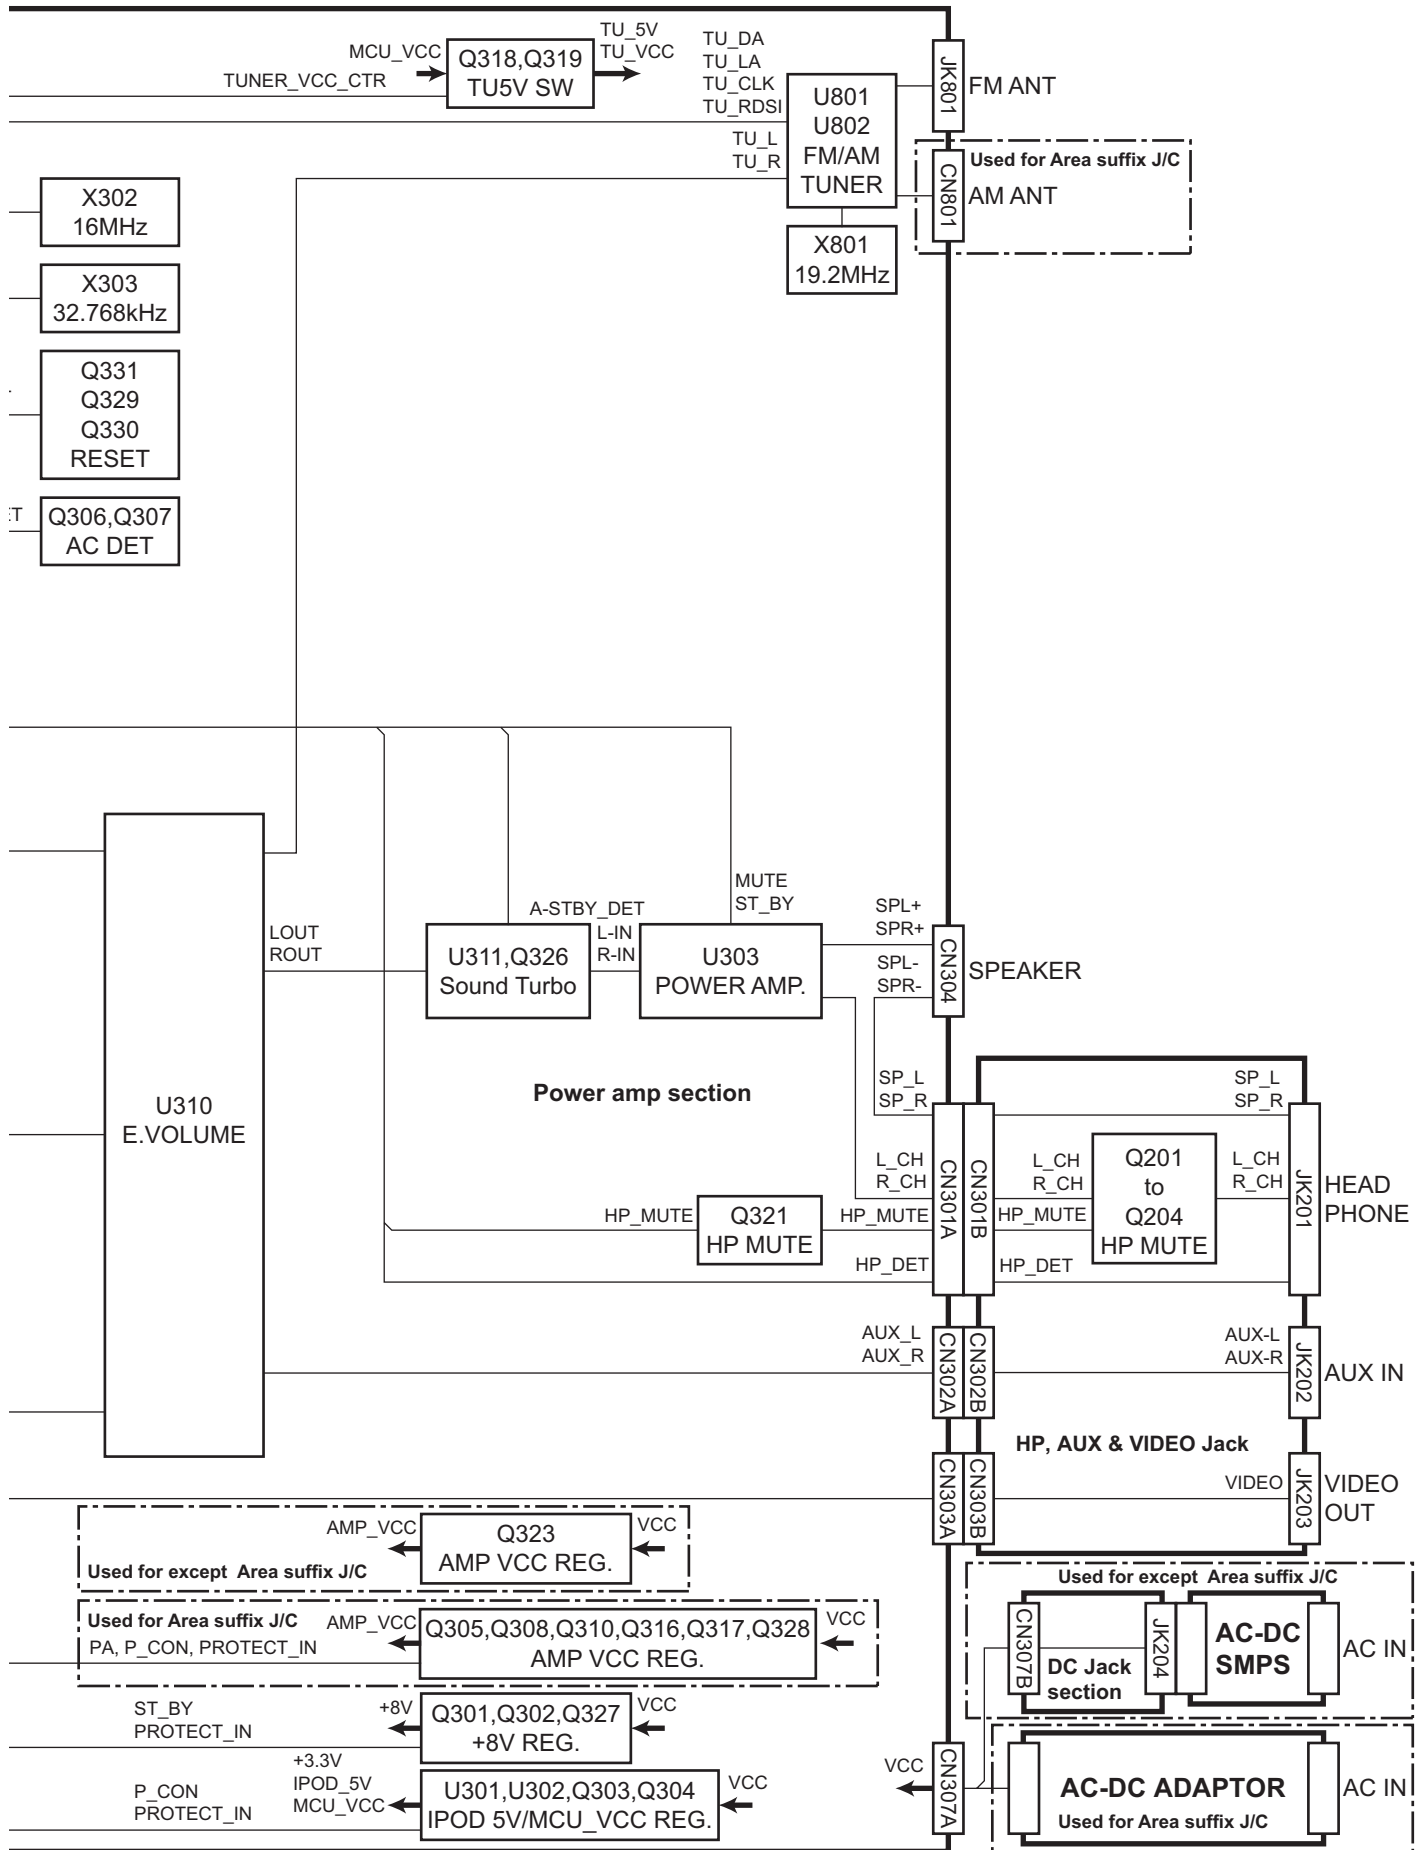 TU_5V
TU_VCC
MCU_VCC
TUNER_VCC_CTR
Q318,Q319
TU5V SW
TU_DA
TU_LA
TU_CLK
TU_RDSI
TU_L
TU_R
U801
U802
FM/AM
TUNER
JK801
FM ANT
Used for Area suffix J/C
CN801
AM ANT
X801
19.2MHz
X302
16MHz
X303
32.768kHz
Q331
Q329
Q330
RESET
Q306,Q307
AC DET
U310
E.VOLUME
LOUT
ROUT
A-STBY_DET
L-IN
R-IN
U311,Q326
Sound Turbo
MUTE
ST_BY
U303
POWER AMP.
SPL+
SPR+
SPL-
SPR-
CN304
SPEAKER
Power amp section
SP_L
SP_R
L_CH
R_CH
HP_MUTE
Q321
HP MUTE
HP_MUTE
HP_DET
CN301A
CN301B
SP_L
SP_R
L_CH
R_CH
HP_MUTE
Q201
to
Q204
HP MUTE
L_CH
R_CH
HP_DET
JK201
HEAD
PHONE
AUX_L
AUX_R
CN302A
CN302B
AUX-L
AUX-R
JK202
AUX IN
HP, AUX & VIDEO Jack
CN303A
CN303B
VIDEO
JK203
VIDEO
OUT
AMP_VCC
Q323
AMP VCC REG.
VCC
Used for except Area suffix J/C
Used for Area suffix J/C
PA, P_CON, PROTECT_IN
AMP_VCC
Q305,Q308,Q310,Q316,Q317,Q328
AMP VCC REG.
VCC
ST_BY
PROTECT_IN
+8V
Q301,Q302,Q327
+8V REG.
VCC
P_CON
PROTECT_IN
+3.3V
IPOD_5V
MCU_VCC
U301,U302,Q303,Q304
IPOD 5V/MCU_VCC REG.
VCC
Used for except Area suffix J/C
CN307B
DC Jack
section
JK204
AC-DC
SMPS
AC IN
VCC
CN307A
AC-DC ADAPTOR
Used for Area suffix J/C
AC IN